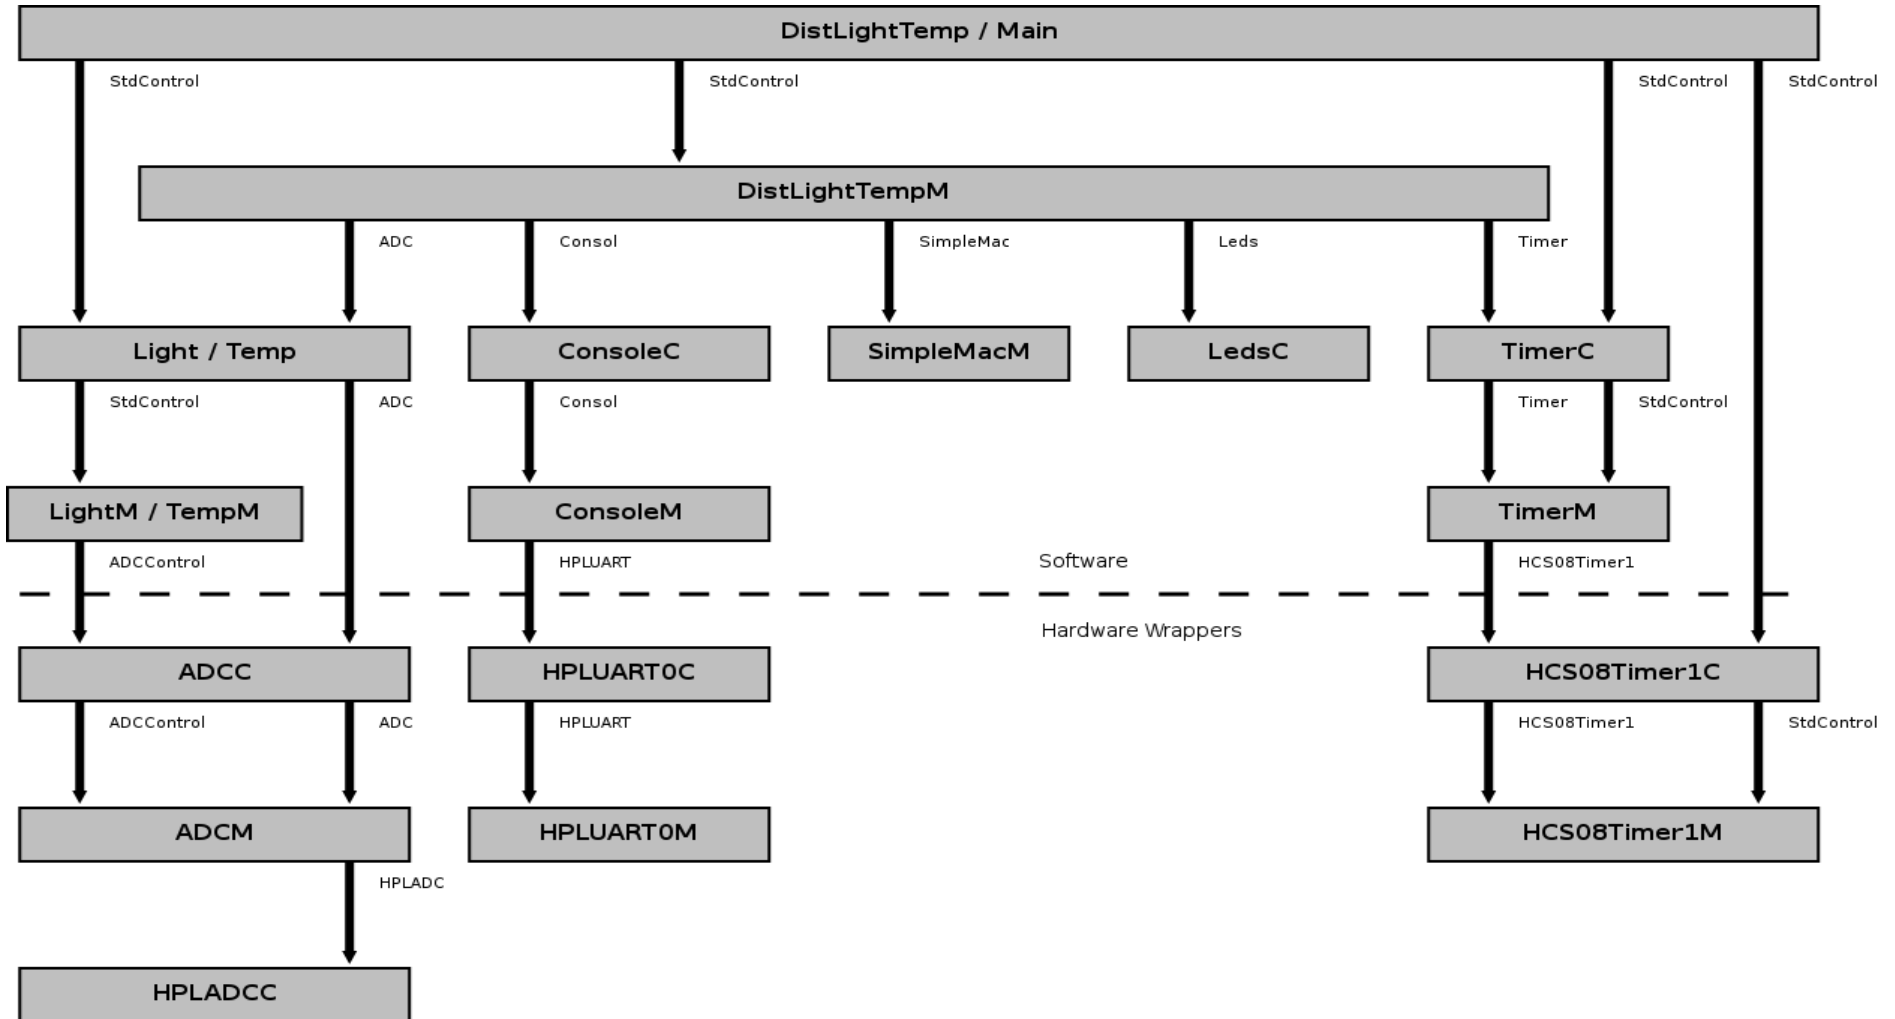 DistLightTemp / Main
StdControl
StdControl
StdControl
StdControl
DistLightTempM
ADC
Consol
SimpleMac
Leds
Timer
Light / Temp
ConsoleC
SimpleMacM
LedsC
TimerC
StdControl
ADC
Consol
Timer
StdControl
LightM / TempM
ConsoleM
TimerM
ADCControl
HPLUART
Software
HCS08Timer1
Hardware Wrappers
ADCC
HPLUART0C
HCS08Timer1C
ADCControl
ADC
HPLUART
HCS08Timer1
StdControl
ADCM
HPLUART0M
HCS08Timer1M
HPLADC
HPLADCC